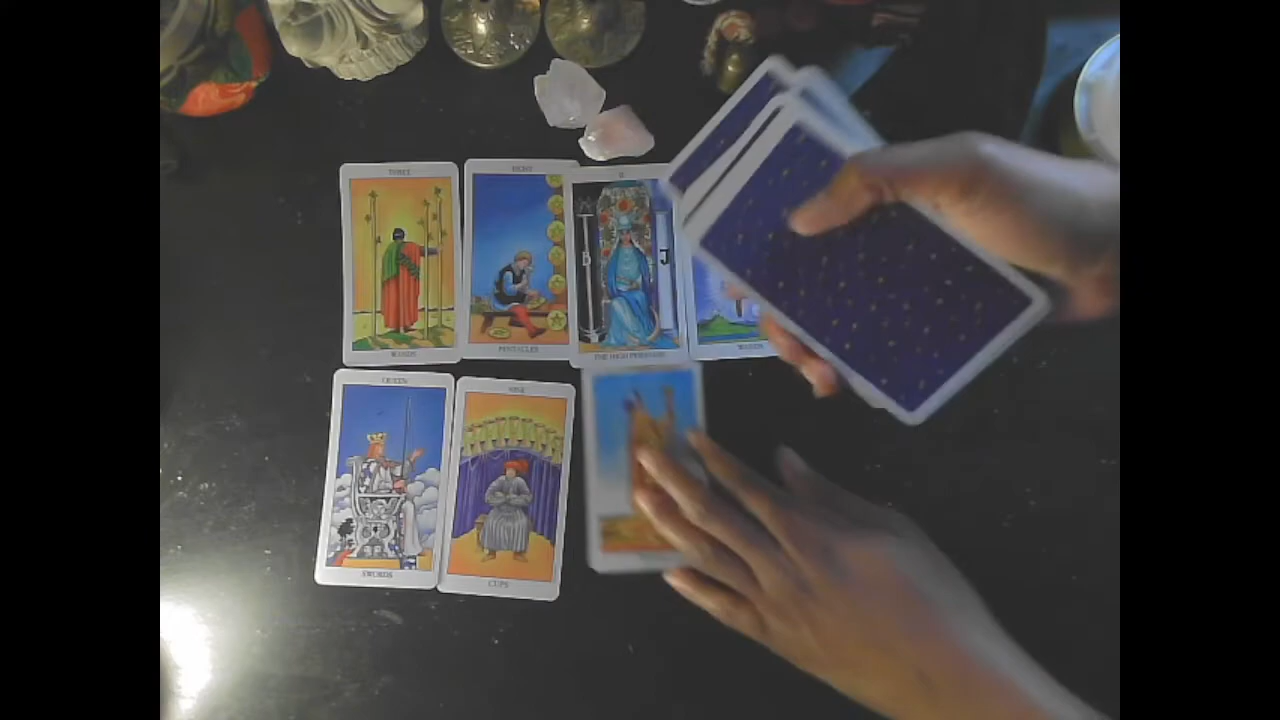 THREE
WANDS
EIGHT
PENTACLES
II
B
J
THE HIGH PRIESTESS
WANDS
QUEEN
SWORDS
NINE
CUPS